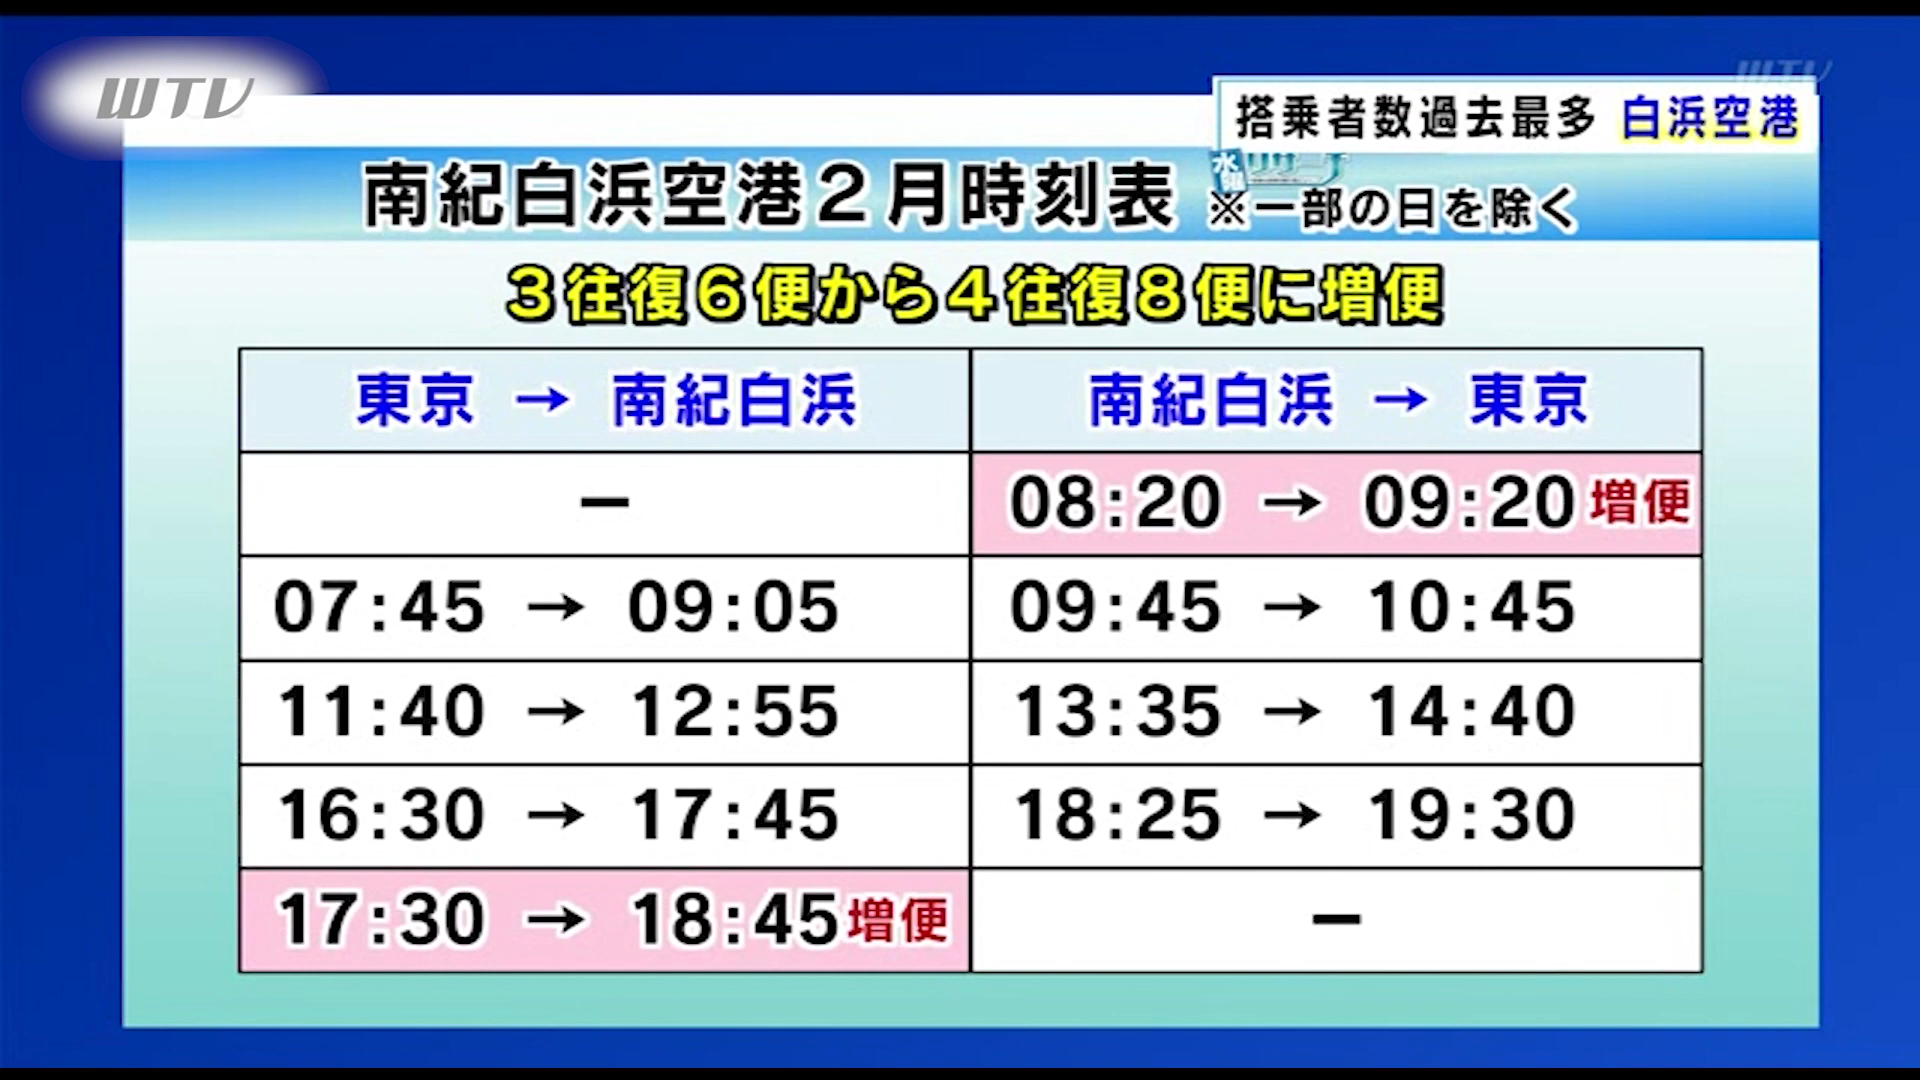 WTV
WTV
搭乗者数過去最多 白浜空港
南紀白浜空港2月時刻表 ※一部の日を除く
水曜
3往復6便から4往復8便に増便
東京 → 南紀白浜
南紀白浜 → 東京
－
08:20 → 09:20 増便
07:45 → 09:05
09:45 → 10:45
11:40 → 12:55
13:35 → 14:40
16:30 → 17:45
18:25 → 19:30
17:30 → 18:45 増便
－